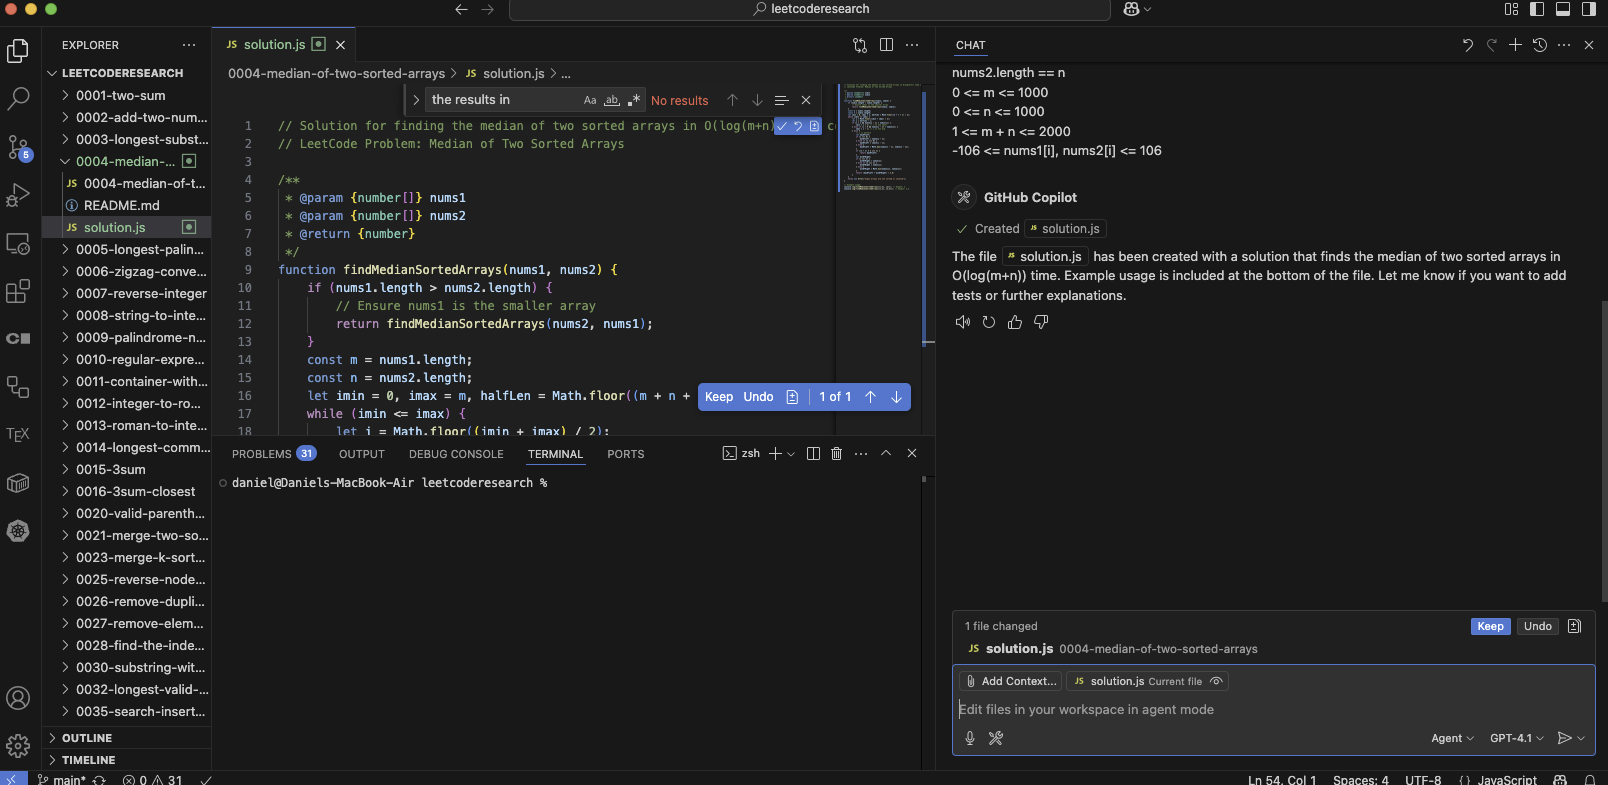 leetcoderesearch
EXPLORER
LEETCODERESEARCH
0001-two-sum
0002-add-two-num...
0003-longest-subst...
0004-median-...
JS 0004-median-of-t...
README.md
JS solution.js
0005-longest-palin...
0006-zigzag-conve...
0007-reverse-integer
0008-string-to-inte...
0009-palindrome-n...
0010-regular-expre...
0011-container-with...
0012-integer-to-ro...
0013-roman-to-inte...
0014-longest-comm...
0015-3sum
0016-3sum-closest
0020-valid-parenth...
0021-merge-two-so...
0023-merge-k-sort...
0025-reverse-node...
0026-remove-dupli...
0027-remove-elem...
0028-find-the-inde...
0030-substring-wit...
0032-longest-valid-...
0035-search-insert...
OUTLINE
TIMELINE
5
TEX
JS solution.js
0004-median-of-two-sorted-arrays > JS solution.js > ...
the results in Aa ab .* No results
1 // Solution for finding the median of two sorted arrays in O(log(m+n) c
2 // LeetCode Problem: Median of Two Sorted Arrays
3
4 /**
5 * @param {number[]} nums1
6 * @param {number[]} nums2
7 * @return {number}
8 */
9 function findMedianSortedArrays(nums1, nums2) {
10 if (nums1.length > nums2.length) {
11 // Ensure nums1 is the smaller array
12 return findMedianSortedArrays(nums2, nums1);
13 }
14 const m = nums1.length;
15 const n = nums2.length;
16 let imin = 0, imax = m, halfLen = Math.floor((m + n +
17 while (imin <= imax) {
18 let i = Math.floor((imin + imax) / 2);
Keep Undo 1 of 1
PROBLEMS 31 OUTPUT DEBUG CONSOLE TERMINAL PORTS
zsh
daniel@Daniels-MacBook-Air leetcoderesearch %
CHAT
nums2.length == n
0 <= m <= 1000
0 <= n <= 1000
1 <= m + n <= 2000
-106 <= nums1[i], nums2[i] <= 106
GitHub Copilot
Created JS solution.js
The file JS solution.js has been created with a solution that finds the median of two sorted arrays in
O(log(m+n)) time. Example usage is included at the bottom of the file. Let me know if you want to add
tests or further explanations.
1 file changed
Keep Undo
JS solution.js 0004-median-of-two-sorted-arrays
Add Context... JS solution.js Current file
Edit files in your workspace in agent mode
Agent GPT-4.1
main* 0 31
Ln 54, Col 1 Spaces: 4 UTF-8 {} JavaScript